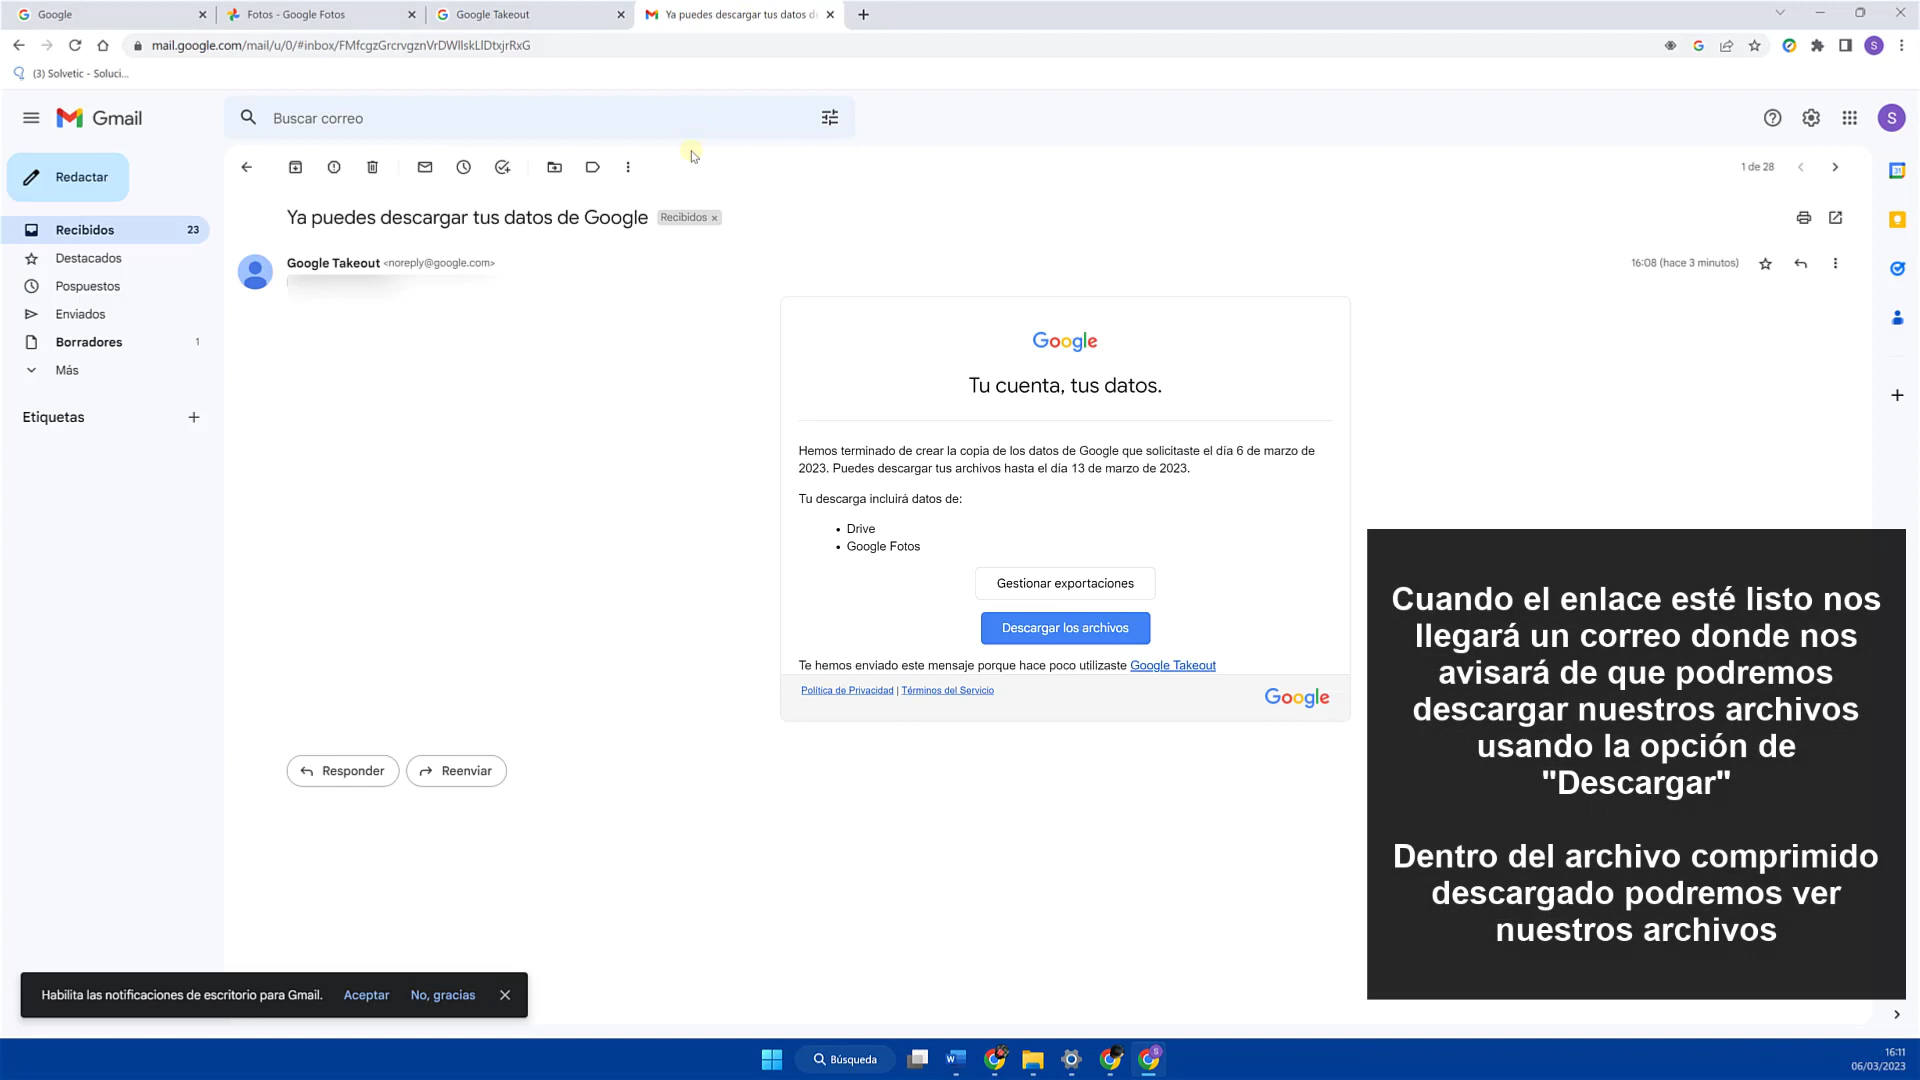 Google
Fotos - Google Fotos
Google Takeout
Ya puedes descargar tus datos de
mail.google.com/mail/u/0/#inbox/FMfcgzGrcrvgznVrDWllskLlDtxjrRxG
S
(3) Solvetic - Soluci...
Gmail
Buscar correo
S
Redactar
1 de 28
31
Ya puedes descargar tus datos de Google
Recibidos ×
Recibidos 23
Destacados
Pospuestos
Enviados
Borradores 1
Más
Etiquetas
Google Takeout <noreply@google.com>
16:08 (hace 3 minutos)
Google
Tu cuenta, tus datos.
Hemos terminado de crear la copia de los datos de Google que solicitaste el día 6 de marzo de
2023. Puedes descargar tus archivos hasta el día 13 de marzo de 2023.
Tu descarga incluirá datos de:
• Drive
• Google Fotos
Gestionar exportaciones
Descargar los archivos
Te hemos enviado este mensaje porque hace poco utilizaste Google Takeout
Política de Privacidad | Términos del Servicio
Google
Responder
Reenviar
Cuando el enlace esté listo nos
llegará un correo donde nos
avisará de que podremos
descargar nuestros archivos
usando la opción de
"Descargar"
Dentro del archivo comprimido
descargado podremos ver
nuestros archivos
Habilita las notificaciones de escritorio para Gmail.
Aceptar
No, gracias
Búsqueda
W
S
16:11
06/03/2023